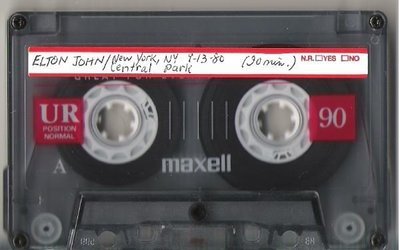 ELTON JOHN/New York, NY 9-13-80 (90 min.) N.R. □YES □NO
Central Park
UR
POSITION
NORMAL
90
A
maxell